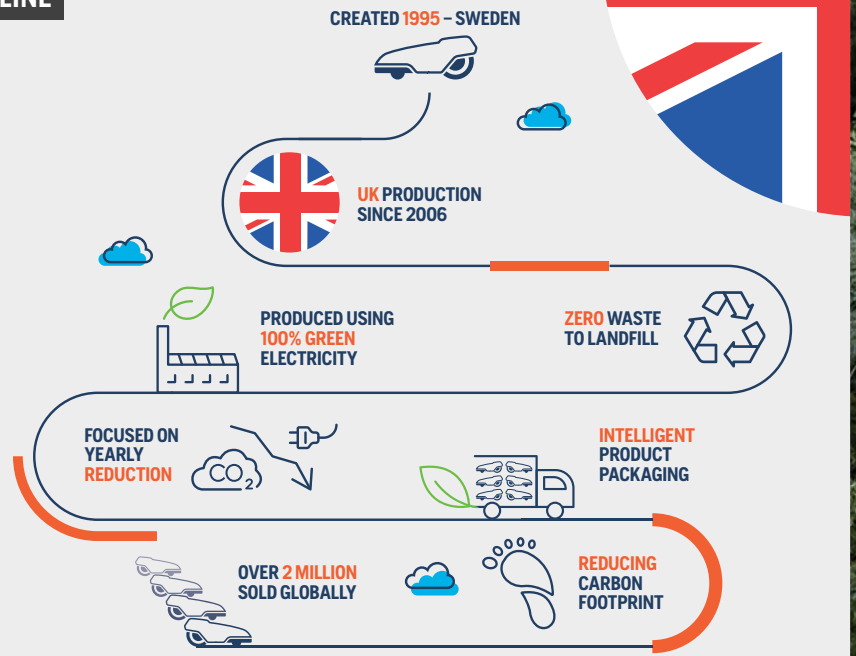 LINE
CREATED 1995 – SWEDEN
UK PRODUCTION
SINCE 2006
PRODUCED USING
100% GREEN
ELECTRICITY
ZERO WASTE
TO LANDFILL
FOCUSED ON
YEARLY
REDUCTION
CO2
INTELLIGENT
PRODUCT
PACKAGING
OVER 2 MILLION
SOLD GLOBALLY
REDUCING
CARBON
FOOTPRINT